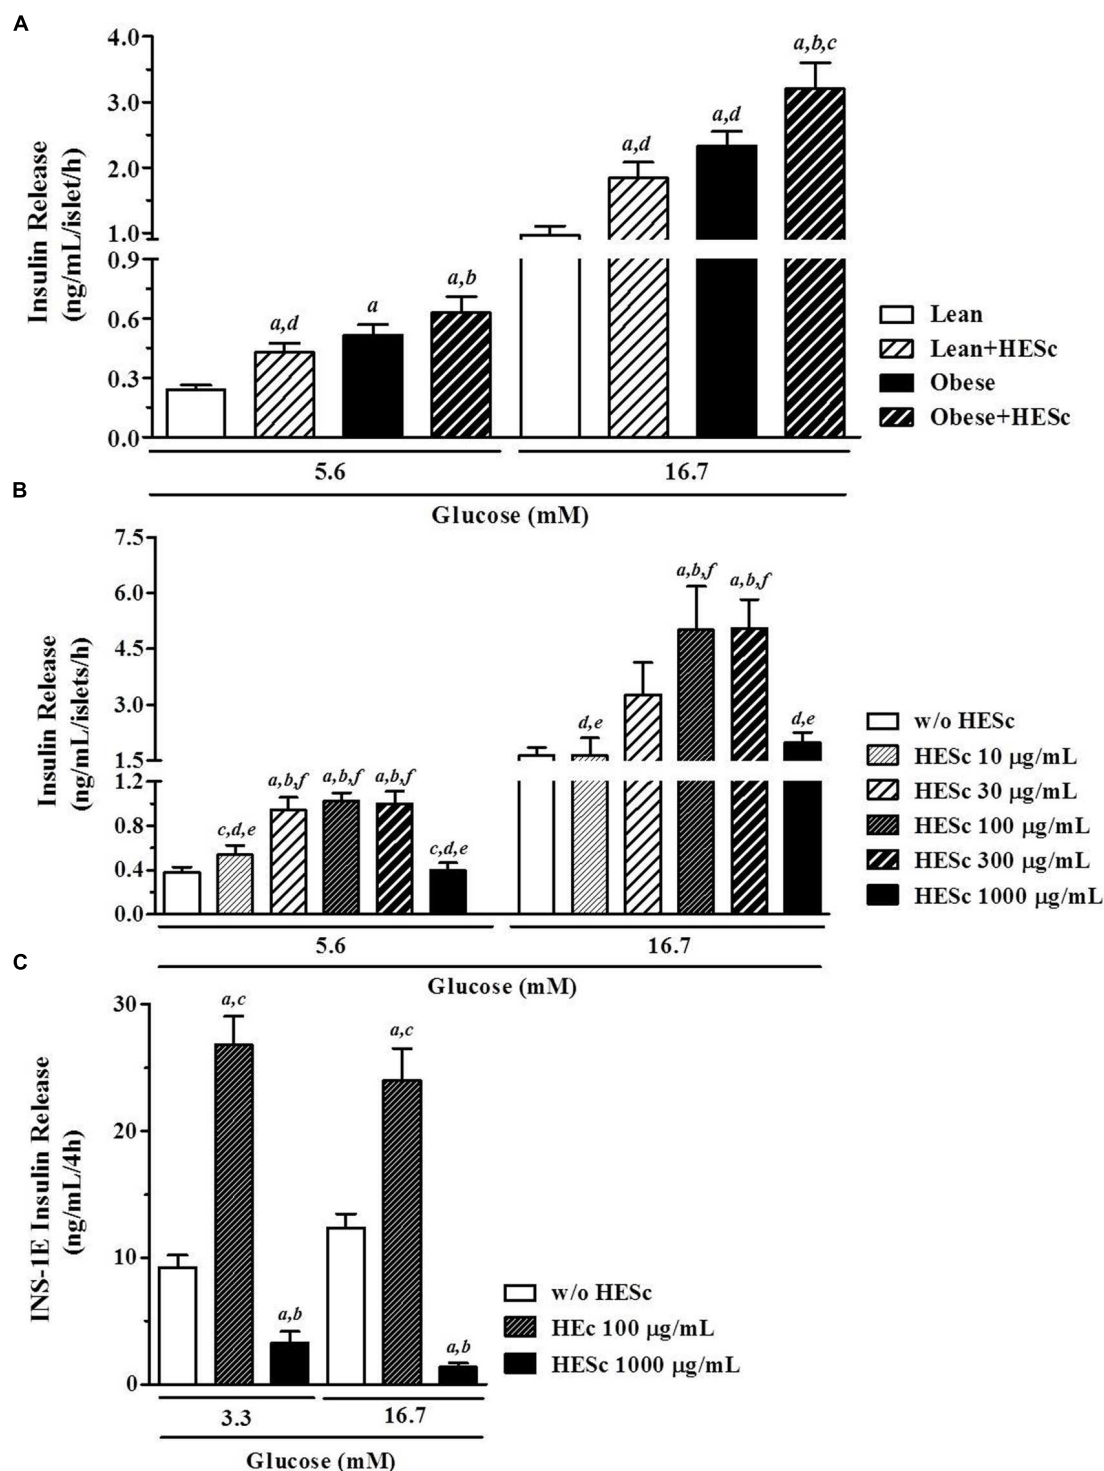 A
Insulin Release
(ng/mL/islet/h)
4.0
3.0
2.0
1.0
0.9
0.6
0.3
0.0
a,d
a
a,b
a,d
a,d
a,b,c
5.6
16.7
Glucose (mM)
Lean
Lean+HESc
Obese
Obese+HESc
B
Insulin Release
(ng/mL/islets/h)
7.5
6.0
4.5
3.0
1.5
1.2
0.8
0.4
0.0
c,d,e
a,b,f
a,b,f
a,b,f
c,d,e
d,e
a,b,f
a,b,f
d,e
5.6
16.7
Glucose (mM)
w/o HESc
HESc 10 µg/mL
HESc 30 µg/mL
HESc 100 µg/mL
HESc 300 µg/mL
HESc 1000 µg/mL
C
INS-1E Insulin Release
(ng/mL/4h)
30
20
10
0
a,c
a,b
a,c
a,b
3.3
16.7
Glucose (mM)
w/o HESc
HEc 100 µg/mL
HESc 1000 µg/mL